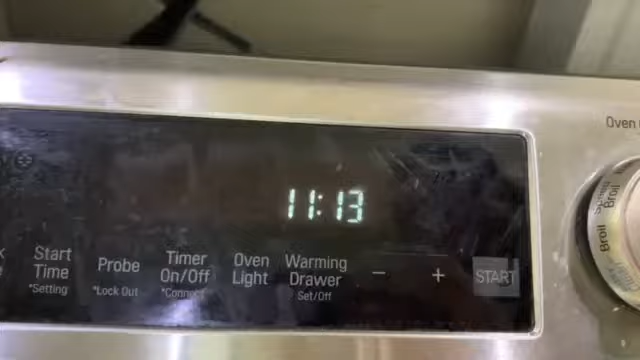 Oven
11:13
Start
Time
*Setting
Probe
*Lock Out
Timer
On/Off
*Connect
Oven
Light
Warming
Drawer
Set/Off
−
+
START
Speed
Broil
Broil